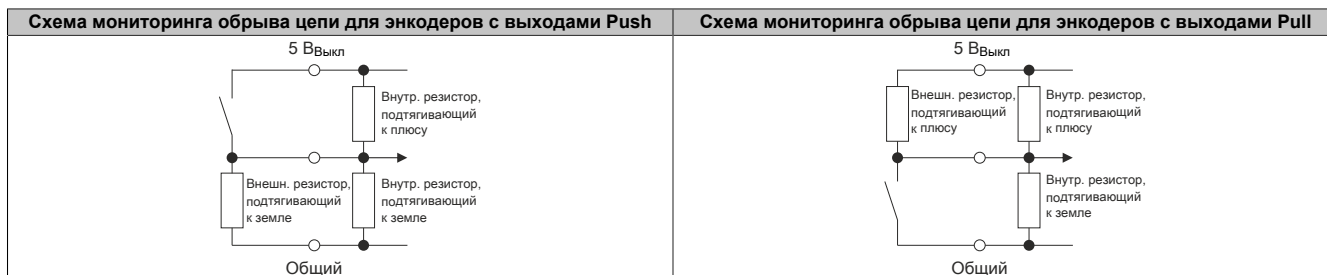 Схема мониторинга обрыва цепи для энкодеров с выходами Push
Схема мониторинга обрыва цепи для энкодеров с выходами Pull
5 ВВыкл
Внутр. резистор,
подтягивающий
к плюсу
Внешн. резистор,
подтягивающий
к земле
Внутр. резистор,
подтягивающий
к земле
Общий
5 ВВыкл
Внешн. резистор,
подтягивающий
к плюсу
Внутр. резистор,
подтягивающий
к плюсу
Внутр. резистор,
подтягивающий
к земле
Общий